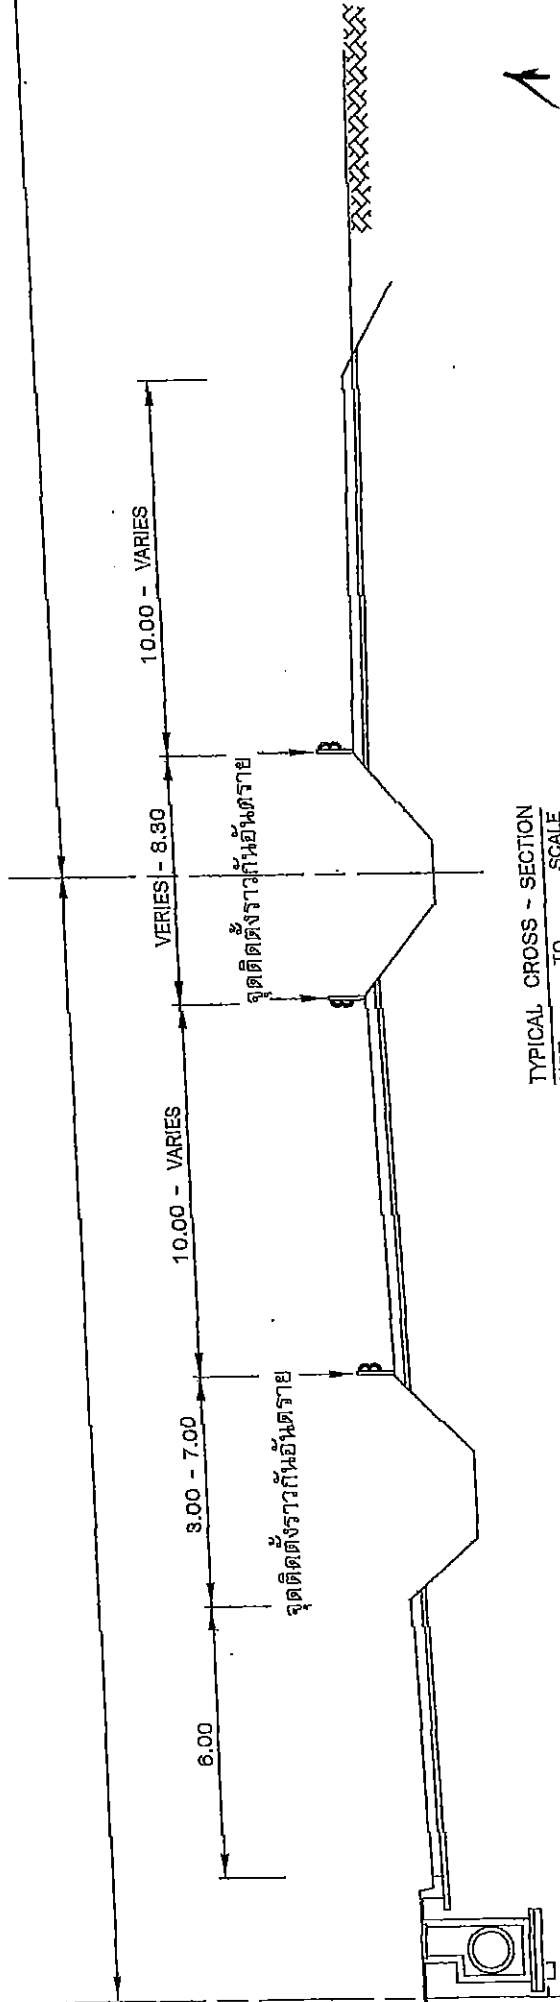 6.00
3.00 - 7.00
10.00 - VARIES
VERIES - 8.30
10.00 - VARIES
จุดติดตั้งราวกันอันตราย
จุดติดตั้งราวกันอันตราย
TYPICAL CROSS - SECTION
TO SCALE